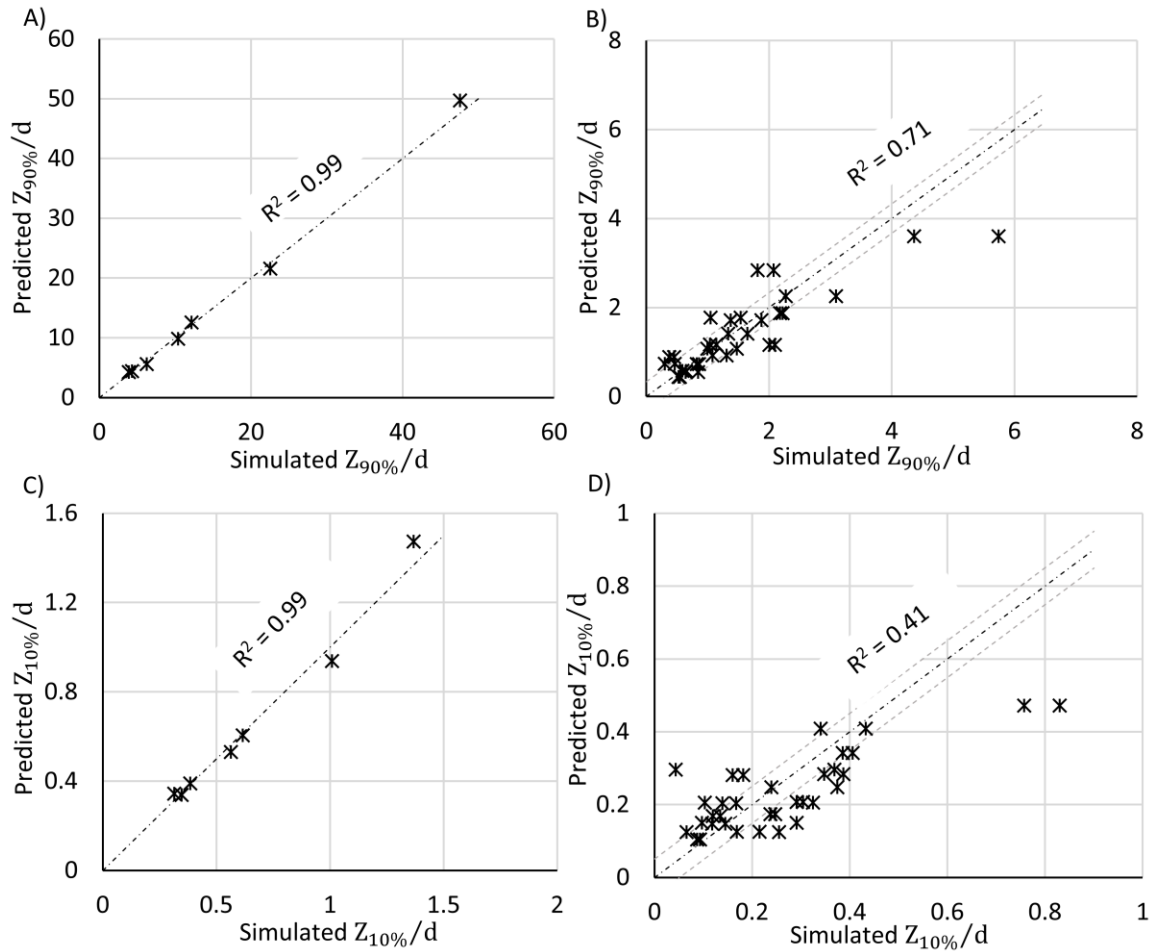 A)
60
50
40
30
20
10
0
0
20
40
60
Predicted Z90%/d
Simulated Z90%/d
R² = 0.99
B)
8
6
4
2
0
0
2
4
6
8
Predicted Z90%/d
Simulated Z90%/d
R² = 0.71
C)
1.6
1.2
0.8
0.4
0
0
0.5
1
1.5
2
Predicted Z10%/d
Simulated Z10%/d
R² = 0.99
D)
1
0.8
0.6
0.4
0.2
0
0
0.2
0.4
0.6
0.8
1
Predicted Z10%/d
Simulated Z10%/d
R² = 0.41